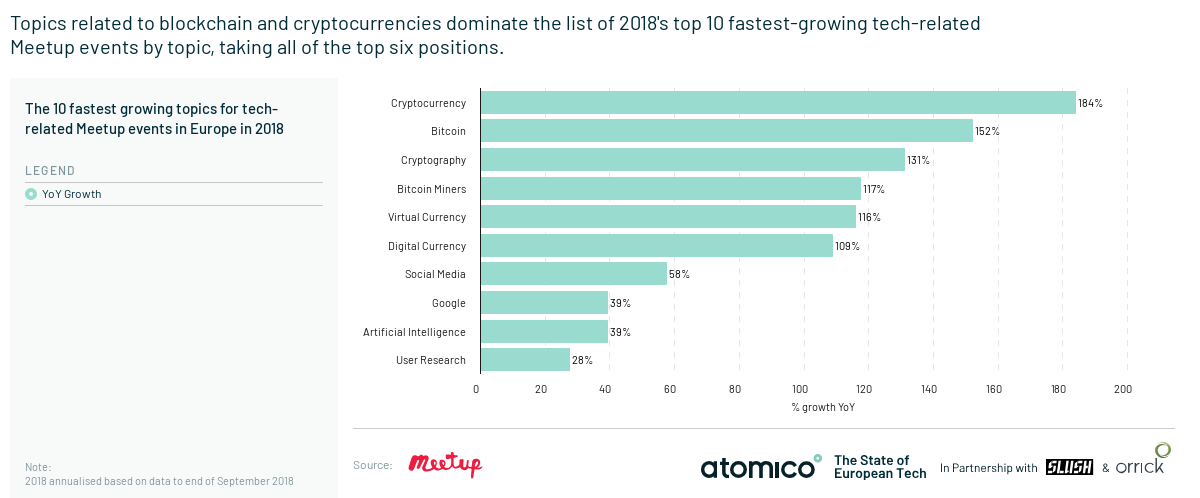 Topics related to blockchain and cryptocurrencies dominate the list of 2018's top 10 fastest-growing tech-related
Meetup events by topic, taking all of the top six positions.
The 10 fastest growing topics for tech-
related Meetup events in Europe in 2018
LEGEND
YoY Growth
Note:
2018 annualised based on data to end of September 2018
Cryptocurrency 184%
Bitcoin 152%
Cryptography 131%
Bitcoin Miners 117%
Virtual Currency 116%
Digital Currency 109%
Social Media 58%
Google 39%
Artificial Intelligence 39%
User Research 28%
0 20 40 60 80 100 120 140 160 180 200
% growth YoY
Source: Meetup
atomico
The State of
European Tech
In Partnership with SLUSH & orrick